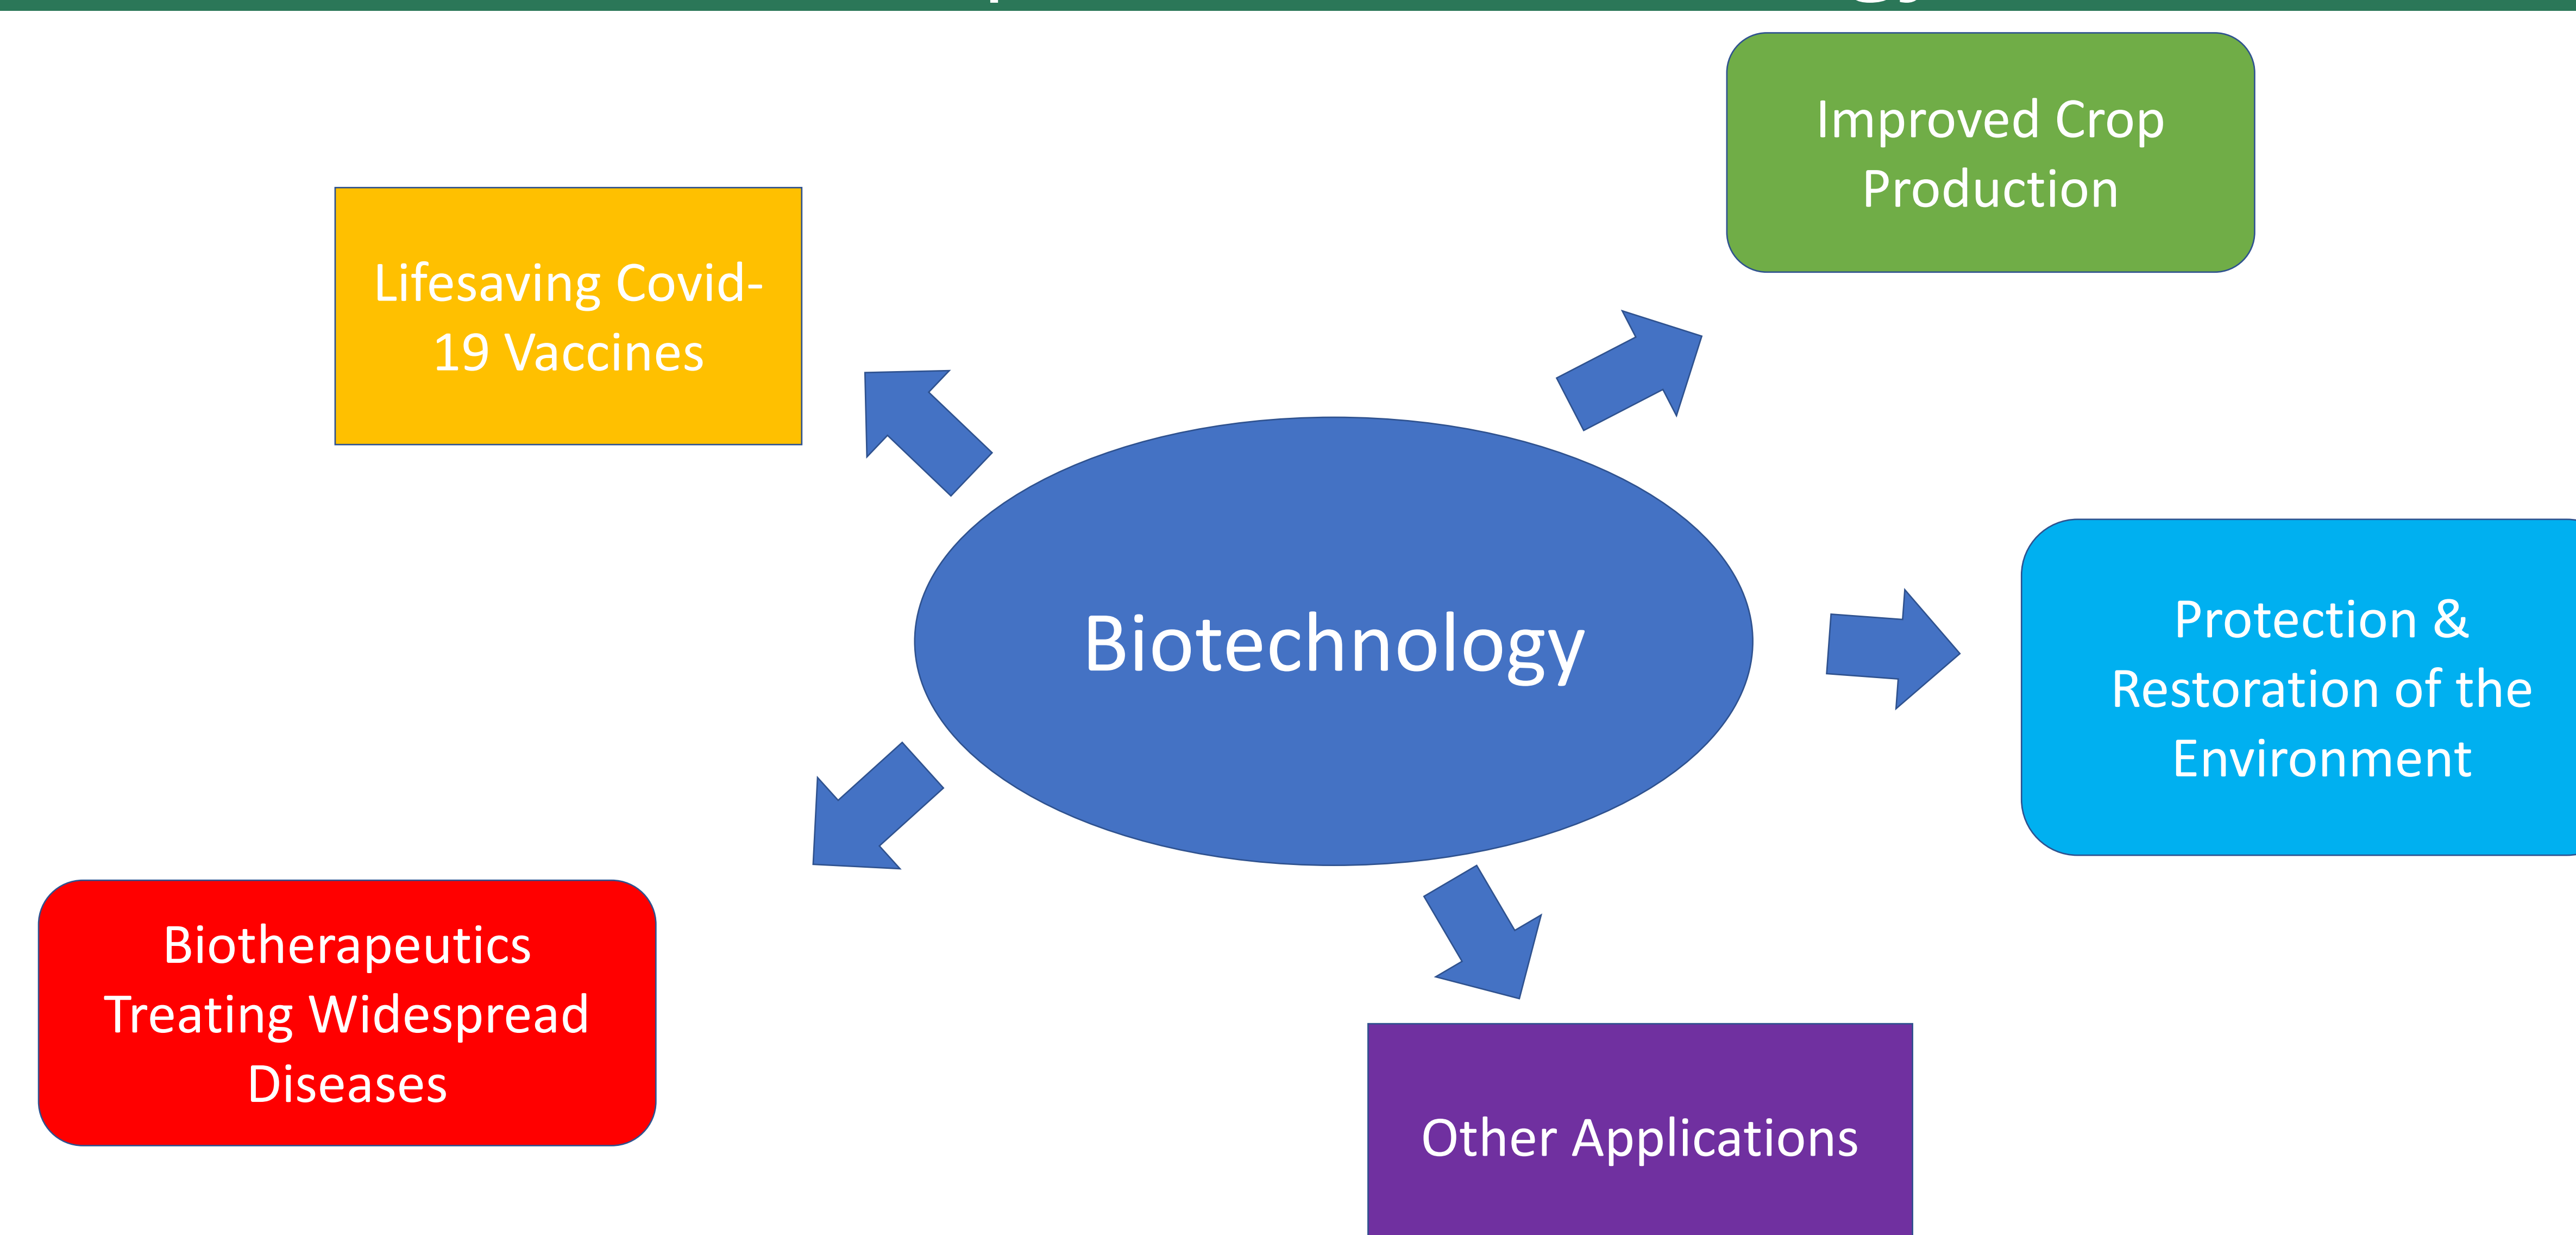 Improved Crop
Production
Lifesaving Covid-
19 Vaccines
Biotechnology
Protection &
Restoration of the
Environment
Biotherapeutics
Treating Widespread
Diseases
Other Applications